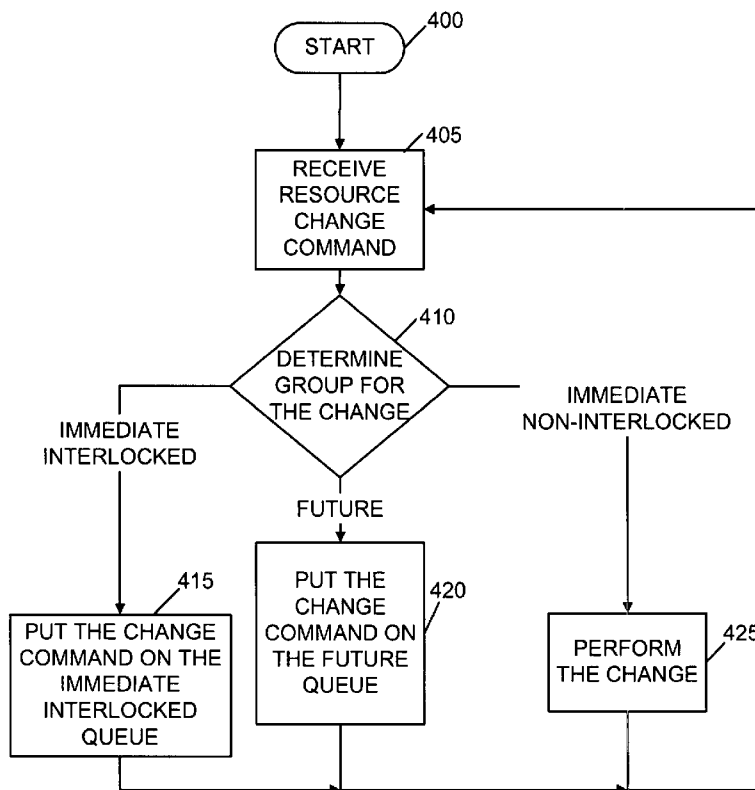 START
400
405
RECEIVE
RESOURCE
CHANGE
COMMAND
410
DETERMINE
GROUP FOR
THE CHANGE
IMMEDIATE
INTERLOCKED
FUTURE
IMMEDIATE
NON-INTERLOCKED
415
PUT THE CHANGE
COMMAND ON THE
IMMEDIATE
INTERLOCKED
QUEUE
420
PUT THE
CHANGE
COMMAND ON
THE FUTURE
QUEUE
425
PERFORM
THE CHANGE